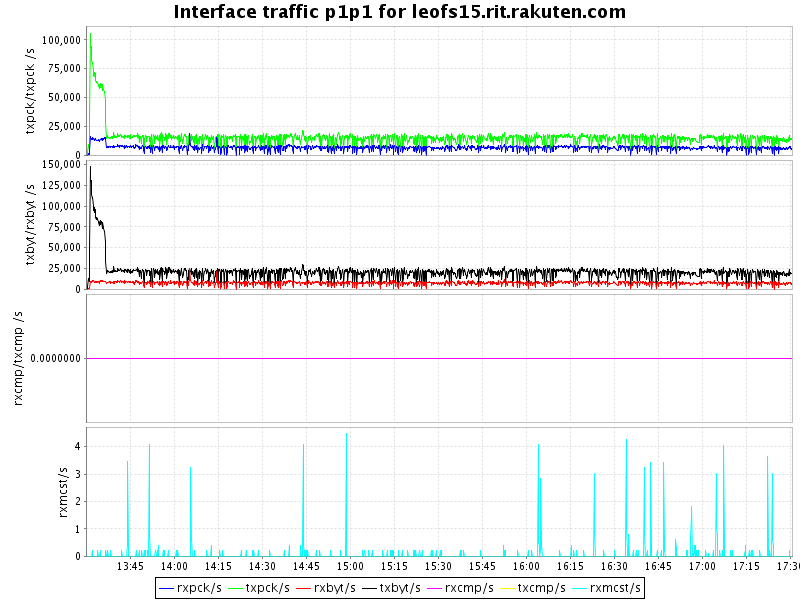 Interface traffic p1p1 for leofs15.rit.rakuten.com
txpck/txpck /s
100,000
75,000
50,000
25,000
0
txbyt/rxbyt /s
150,000
125,000
100,000
75,000
50,000
25,000
0
rxcmp/txcmp /s
0.0000000
rxmcst/s
4
3
2
1
0
13:45 14:00 14:15 14:30 14:45 15:00 15:15 15:30 15:45 16:00 16:15 16:30 16:45 17:00 17:15 17:30
rxpck/s txpck/s rxbyt/s txbyt/s rxcmp/s txcmp/s rxmcst/s